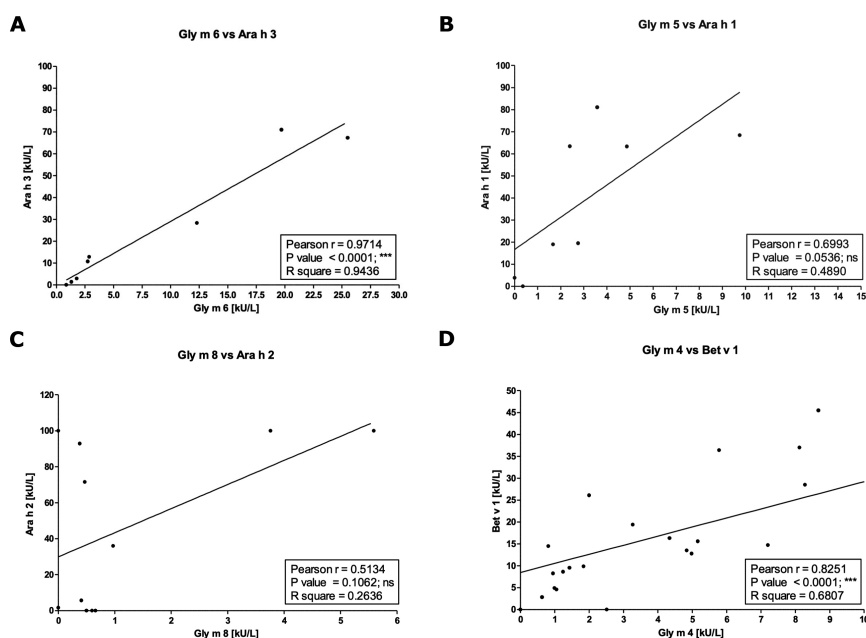 A
Gly m 6 vs Ara h 3
Ara h 3 [kU/L]
100
90
80
70
60
50
40
30
20
10
0
0.0 2.5 5.0 7.5 10.0 12.5 15.0 17.5 20.0 22.5 25.0 27.5 30.0
Gly m 6 [kU/L]
Pearson r = 0.9714
P value < 0.0001; ***
R square = 0.9436
B
Gly m 5 vs Ara h 1
Ara h 1 [kU/L]
100
90
80
70
60
50
40
30
20
10
0
0 1 2 3 4 5 6 7 8 9 10 11 12 13 14 15
Gly m 5 [kU/L]
Pearson r = 0.6993
P value = 0.0536; ns
R square = 0.4890
C
Gly m 8 vs Ara h 2
Ara h 2 [kU/L]
120
100
80
60
40
20
0
0 1 2 3 4 5 6
Gly m 8 [kU/L]
Pearson r = 0.5134
P value = 0.1062; ns
R square = 0.2636
D
Gly m 4 vs Bet v 1
Bet v 1 [kU/L]
50
45
40
35
30
25
20
15
10
5
0
0 1 2 3 4 5 6 7 8 9 10
Gly m 4 [kU/L]
Pearson r = 0.8251
P value < 0.0001; ***
R square = 0.6807